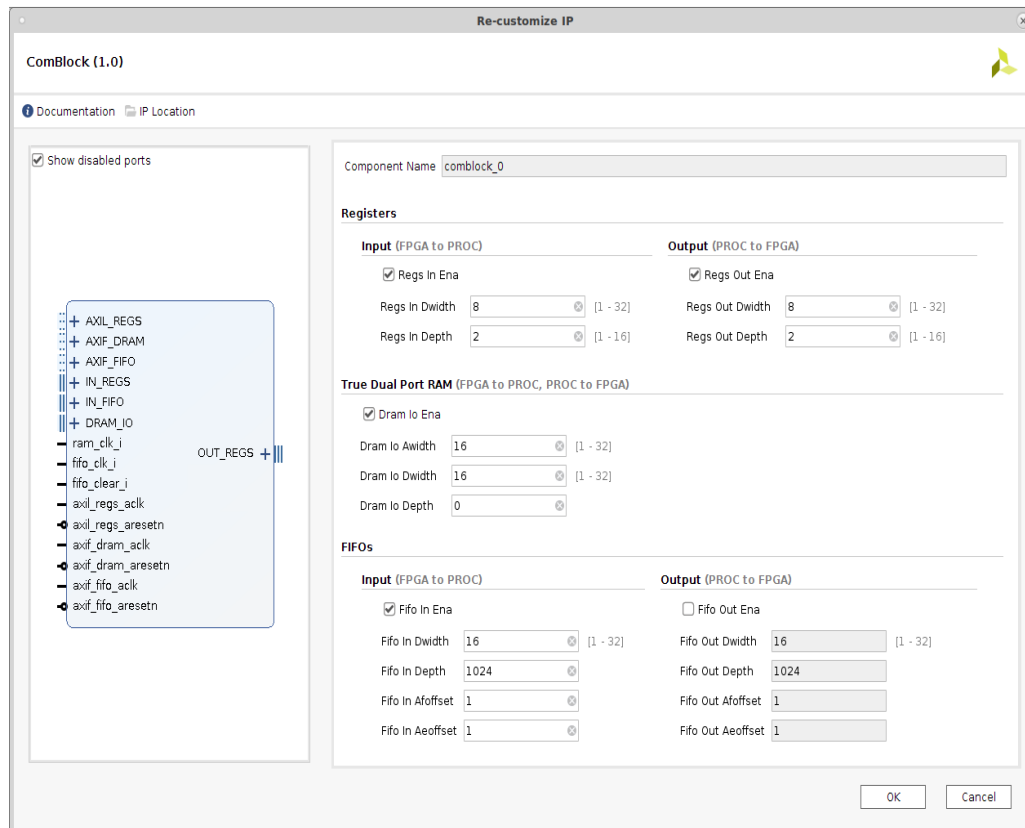 Re-customize IP
ComBlock (1.0)
Documentation IP Location
Show disabled ports
AXIL_REGS
AXIF_DRAM
AXIF_FIFO
IN_REGS
IN_FIFO
DRAM_IO
ram_clk_i
fifo_clk_i
fifo_clear_i
axil_regs_aclk
axil_regs_aresetn
axif_dram_aclk
axif_dram_aresetn
axif_fifo_aclk
axif_fifo_aresetn
OUT_REGS
Component Name comblock_0
Registers
Input (FPGA to PROC)
Regs In Ena
Regs In Dwidth 8 [1 - 32]
Regs In Depth 2 [1 - 16]
Output (PROC to FPGA)
Regs Out Ena
Regs Out Dwidth 8 [1 - 32]
Regs Out Depth 2 [1 - 16]
True Dual Port RAM (FPGA to PROC, PROC to FPGA)
Dram Io Ena
Dram Io Awidth 16 [1 - 32]
Dram Io Dwidth 16 [1 - 32]
Dram Io Depth 0
FIFOs
Input (FPGA to PROC)
Fifo In Ena
Fifo In Dwidth 16 [1 - 32]
Fifo In Depth 1024
Fifo In Afoffset 1
Fifo In Aeoffset 1
Output (PROC to FPGA)
Fifo Out Ena
Fifo Out Dwidth 16 [1 - 32]
Fifo Out Depth 1024
Fifo Out Afoffset 1
Fifo Out Aeoffset 1
OK Cancel